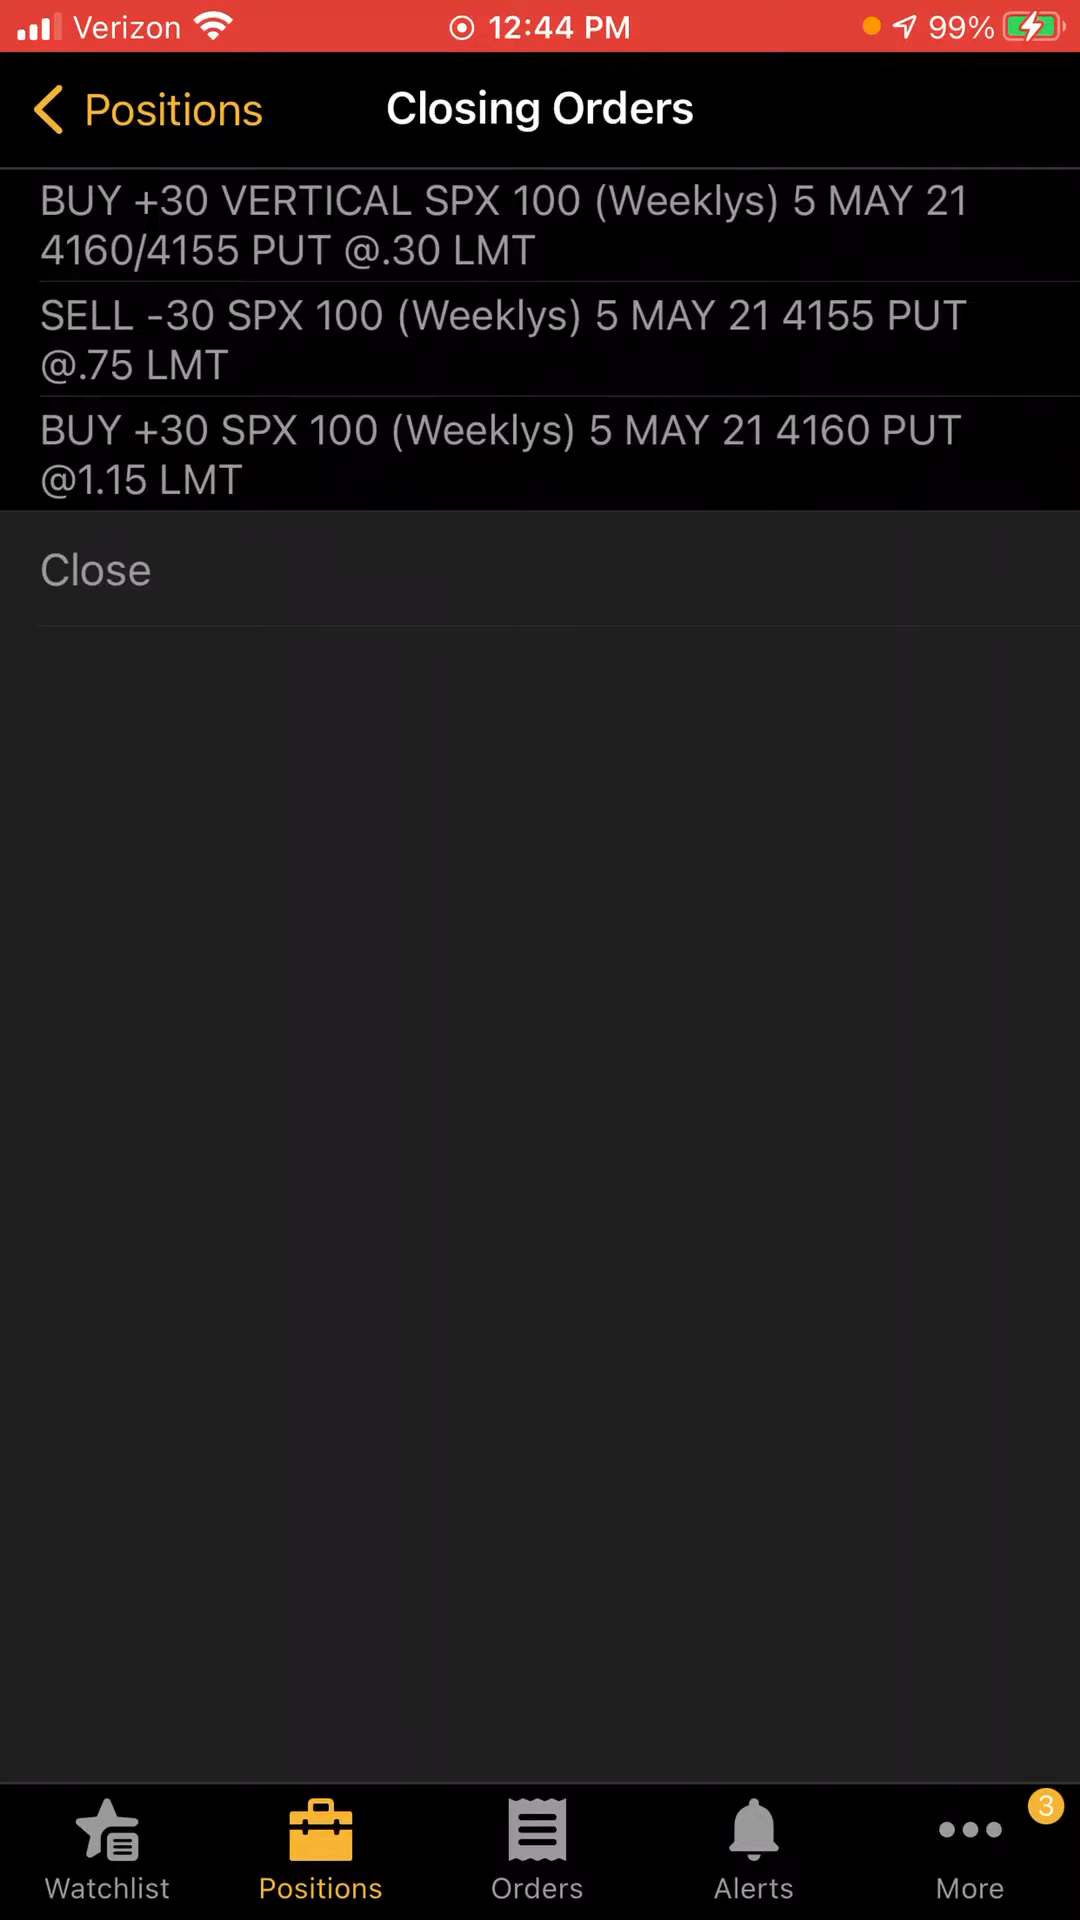 Verizon 12:44 PM 99%
Positions Closing Orders
BUY +30 VERTICAL SPX 100 (Weeklys) 5 MAY 21
4160/4155 PUT @.30 LMT
SELL -30 SPX 100 (Weeklys) 5 MAY 21 4155 PUT
@.75 LMT
BUY +30 SPX 100 (Weeklys) 5 MAY 21 4160 PUT
@1.15 LMT
Close
3
Watchlist Positions Orders Alerts More